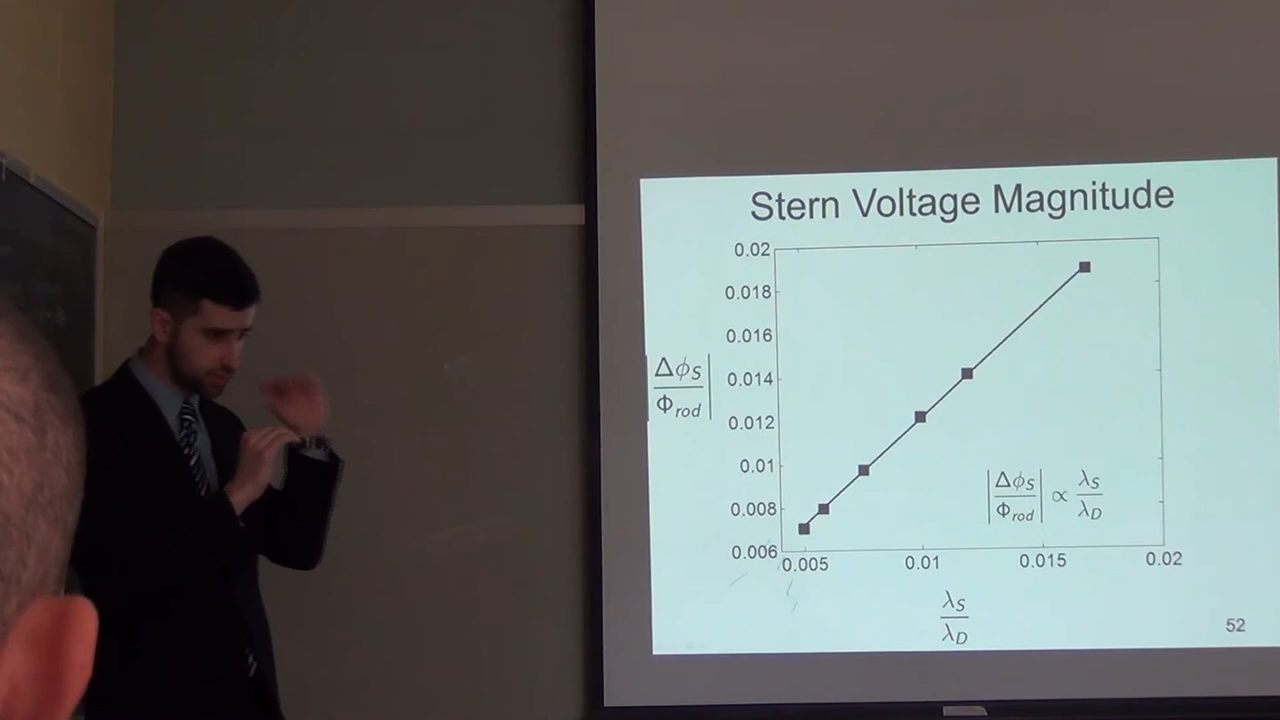 Stern Voltage Magnitude
0.02
0.018
0.016
0.014
0.012
0.01
0.008
0.006
|Δϕ_S / Φ_rod|
|Δϕ_S / Φ_rod| ∝ λ_S / λ_D
0.005 0.01 0.015 0.02
λ_S / λ_D
52